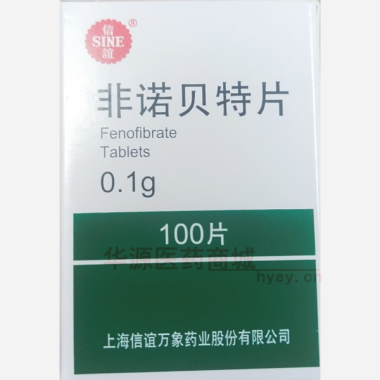 信
SINE
誼
®
非诺贝特片
Fenofibrate
Tablets
0.1g
100片
华源医药商城
hyey.cn
上海信谊万象药业股份有限公司